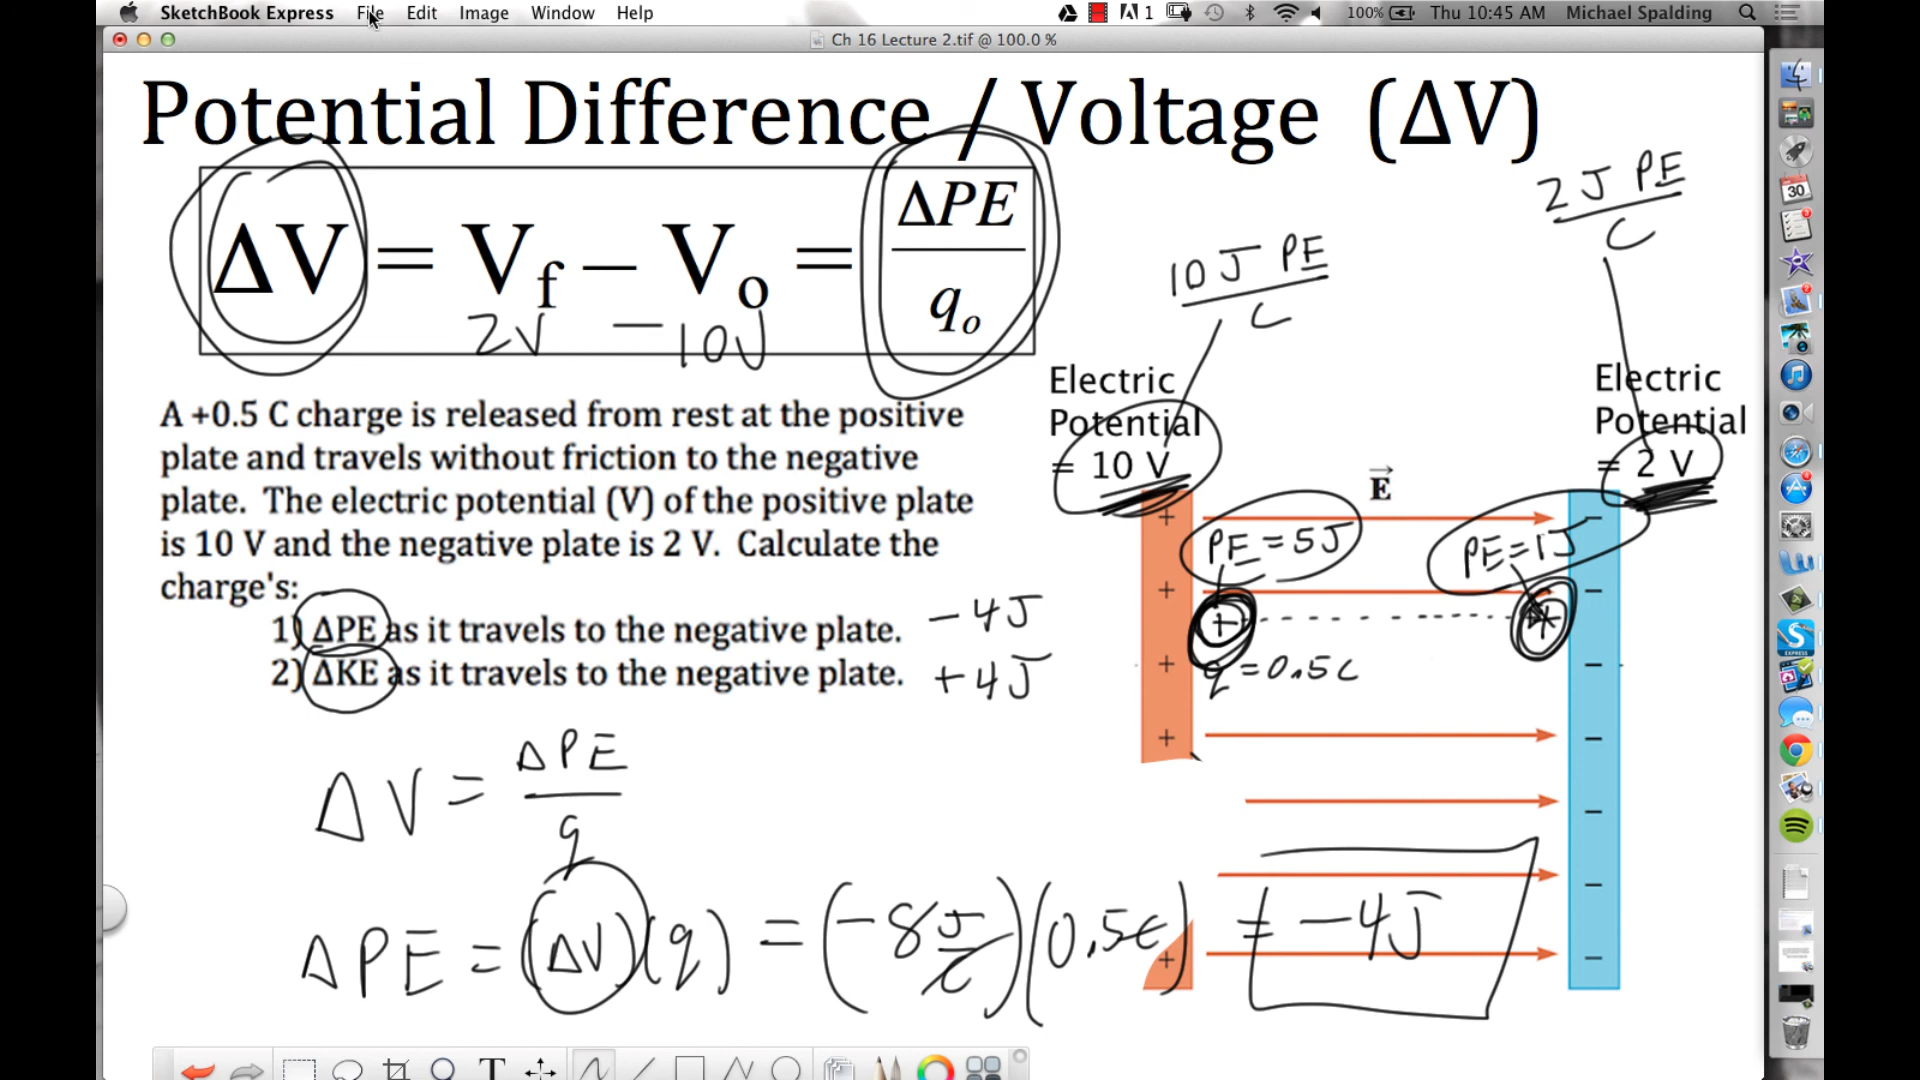 SketchBook Express File Edit Image Window Help 1 100% Thu 10:45 AM Michael Spalding
Ch 16 Lecture 2.tif @ 100.0 %
Potential Difference / Voltage (ΔV)
ΔV = Vf – Vo = ΔPE / qo
2V – 10J
10J PE / C
2J PE / C
A +0.5 C charge is released from rest at the positive
plate and travels without friction to the negative
plate. The electric potential (V) of the positive plate
is 10 V and the negative plate is 2 V. Calculate the
charge's:
1) ΔPE as it travels to the negative plate. –4J
2) ΔKE as it travels to the negative plate. +4J
Electric
Potential
= 10 V
Electric
Potential
= 2 V
E
PE=5J
PE=1J
q=0.5C
ΔV = ΔPE / q
ΔPE = (ΔV)(q) = (–8 J/C)(0.5C) = –4J